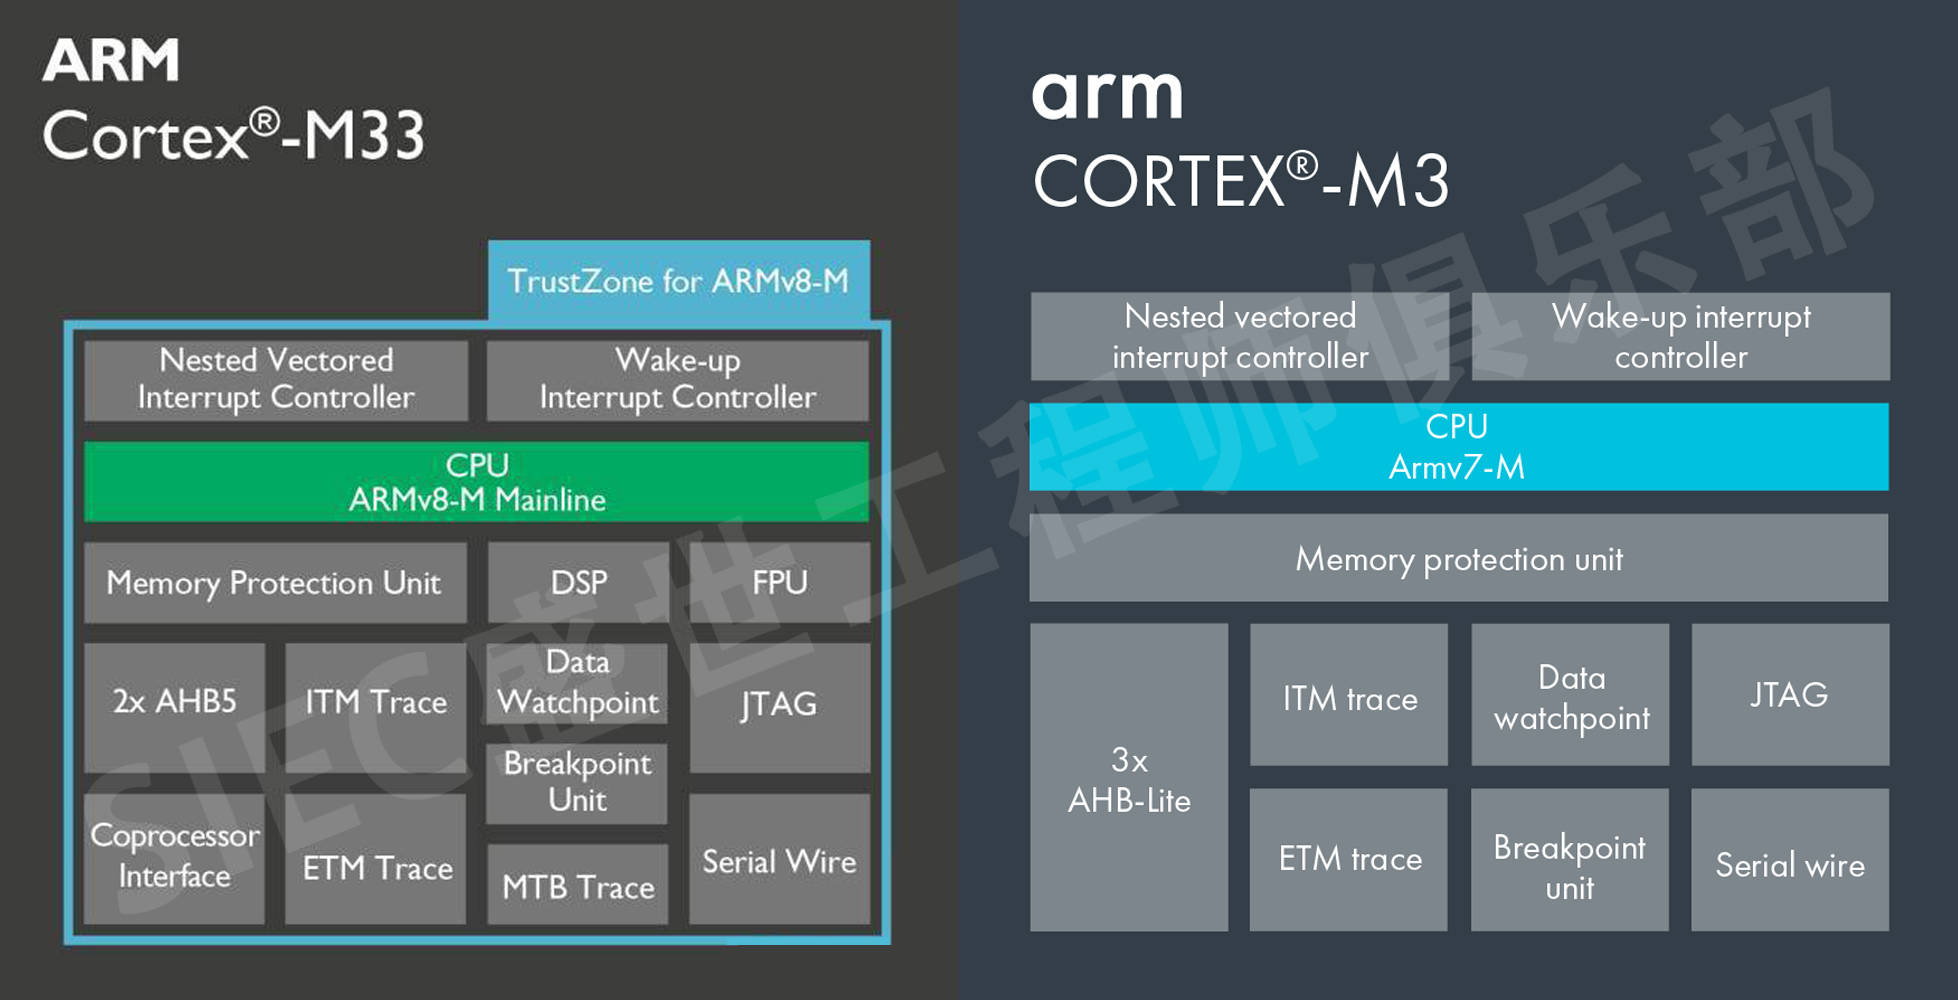 ARM
Cortex®-M33
TrustZone for ARMv8-M
Nested Vectored
Interrupt Controller
Wake-up
Interrupt Controller
CPU
ARMv8-M Mainline
Memory Protection Unit
DSP
FPU
2x AHB5
ITM Trace
Data
Watchpoint
JTAG
Breakpoint
Unit
Coprocessor
Interface
ETM Trace
MTB Trace
Serial Wire
arm
CORTEX®-M3
Nested vectored
interrupt controller
Wake-up interrupt
controller
CPU
Armv7-M
Memory protection unit
3x
AHB-Lite
ITM trace
Data
watchpoint
JTAG
ETM trace
Breakpoint
unit
Serial wire
SIEC盛世工程师俱乐部